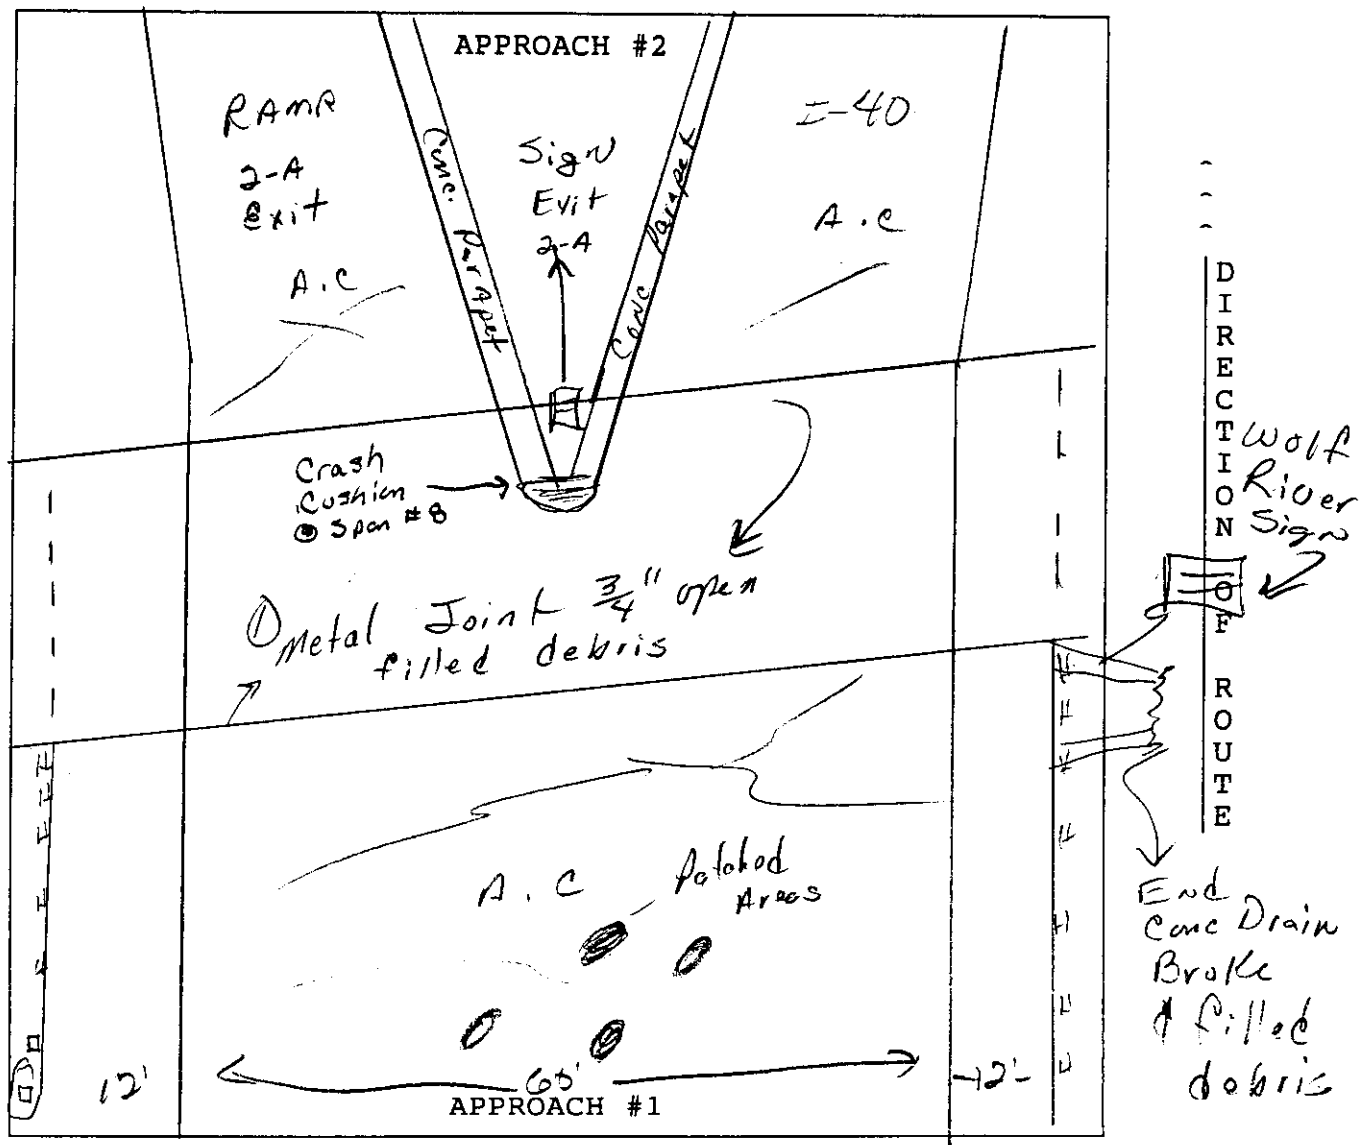 APPROACH #2
RAMP
2-A
Exit
A.C
Conc. Parapet
Sign
Exit
2-A
Conc Parapet
I-40
A.C
DIRECTION OF ROUTE
Wolf
River
Sign
Crash
Cushion
@ Span #8
① Metal Joint 3/4" open
filled debris
A.C
Patched
Areas
End
Conc Drain
Broke
& filled
debris
12'
60'
12'
APPROACH #1